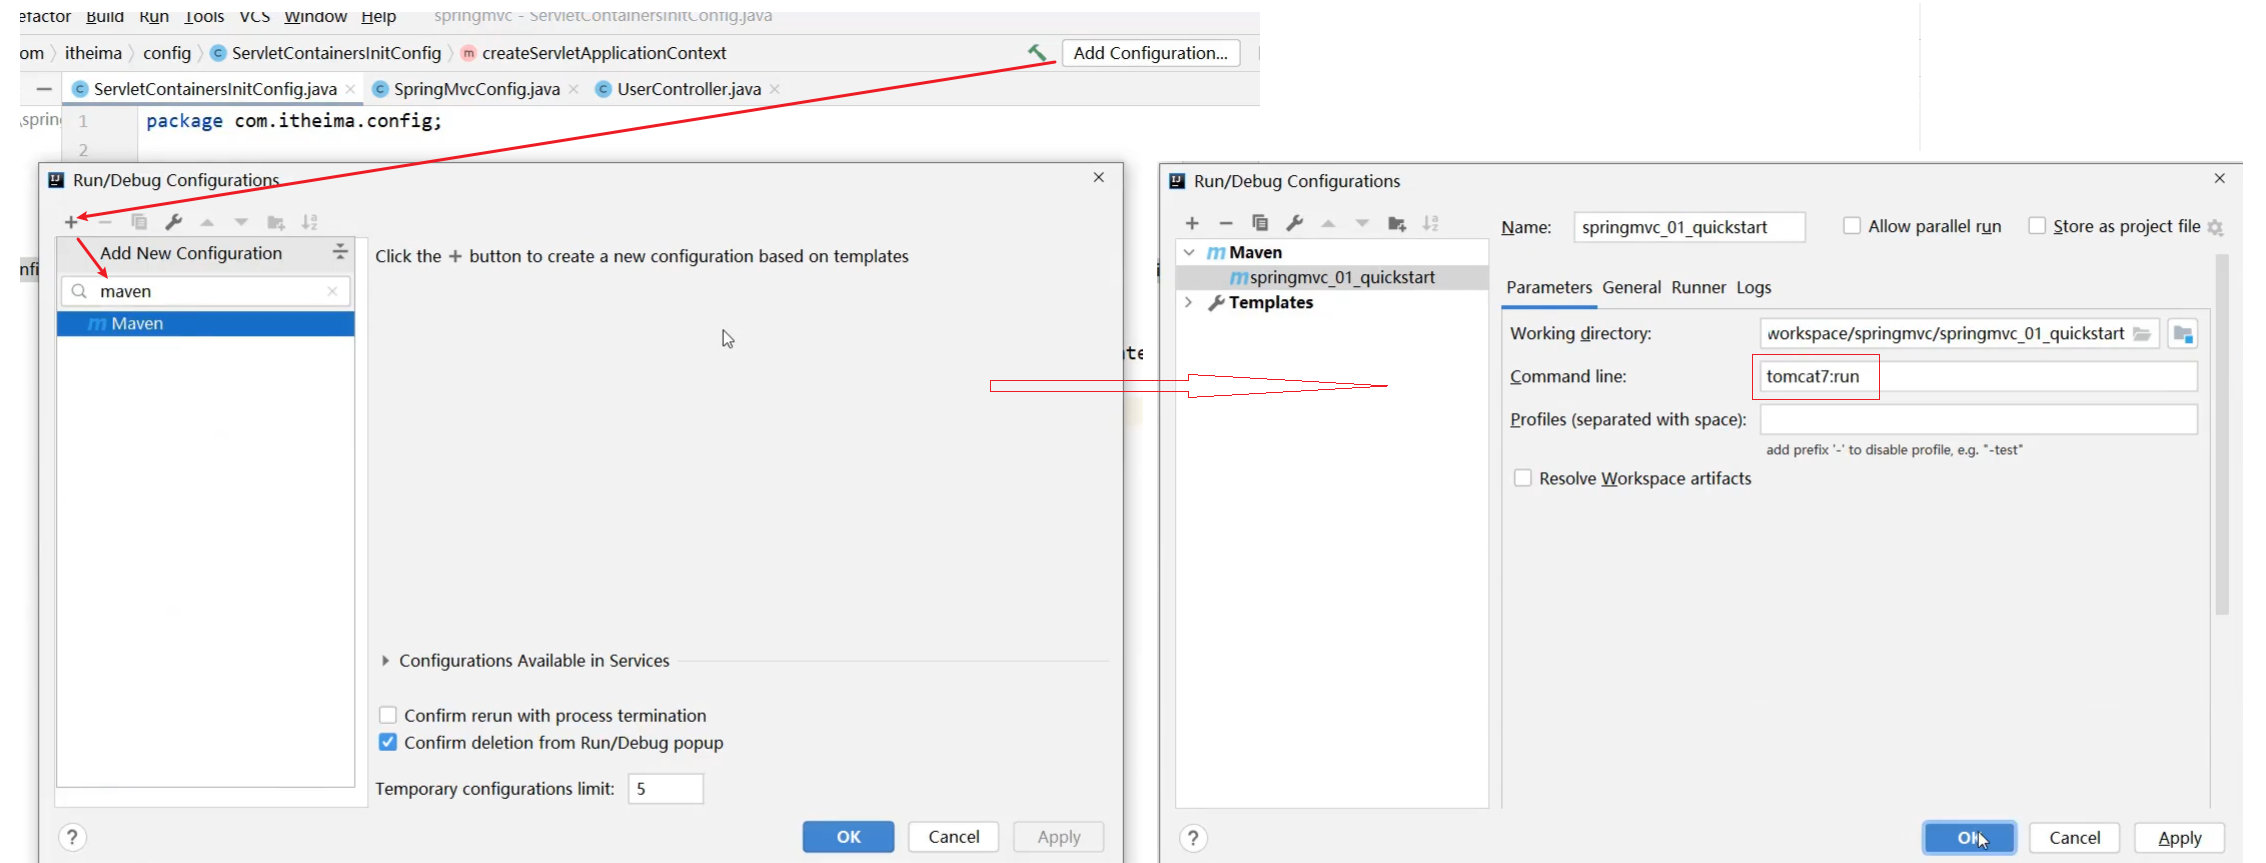 efactor Build Run Tools VCS Window Help springmvc - ServletContainersInitConfig.java
om itheima config ServletContainersInitConfig createServletApplicationContext Add Configuration...
ServletContainersInitConfig.java SpringMvcConfig.java UserController.java
\spring 1 package com.itheima.config;
2
Run/Debug Configurations
Add New Configuration
maven
Maven
Click the + button to create a new configuration based on templates
Configurations Available in Services
Confirm rerun with process termination
Confirm deletion from Run/Debug popup
Temporary configurations limit: 5
? OK Cancel Apply
nfi
ate
Run/Debug Configurations
Name: springmvc_01_quickstart Allow parallel run Store as project file
Maven
springmvc_01_quickstart
Templates
Parameters General Runner Logs
Working directory: workspace/springmvc/springmvc_01_quickstart
Command line: tomcat7:run
Profiles (separated with space):
add prefix '-' to disable profile, e.g. "-test"
Resolve Workspace artifacts
? OK Cancel Apply